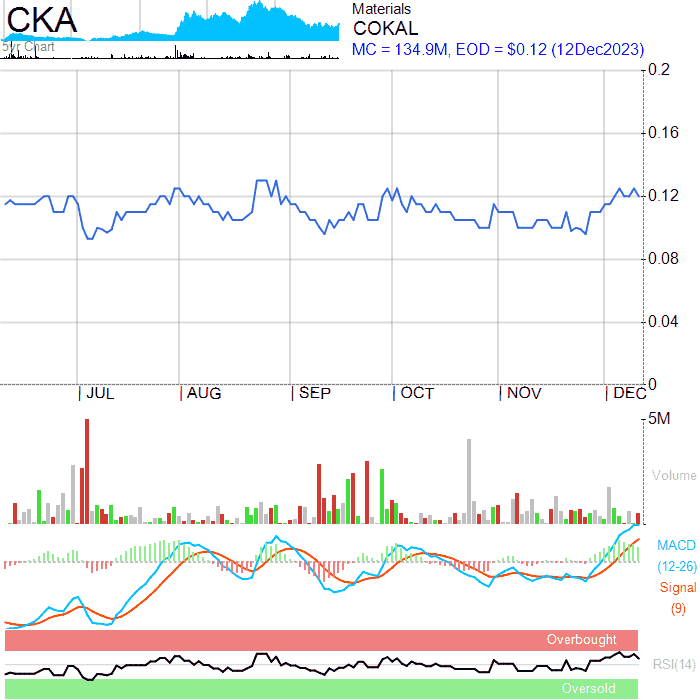 CKA
5yr Chart
Materials
COKAL
MC = 134.9M, EOD = $0.12 (12Dec2023)
0.2
0.16
0.12
0.08
0.04
0
JUL
AUG
SEP
OCT
NOV
DEC
5M
Volume
MACD
(12-26)
Signal
(9)
Overbought
RSI(14)
Oversold